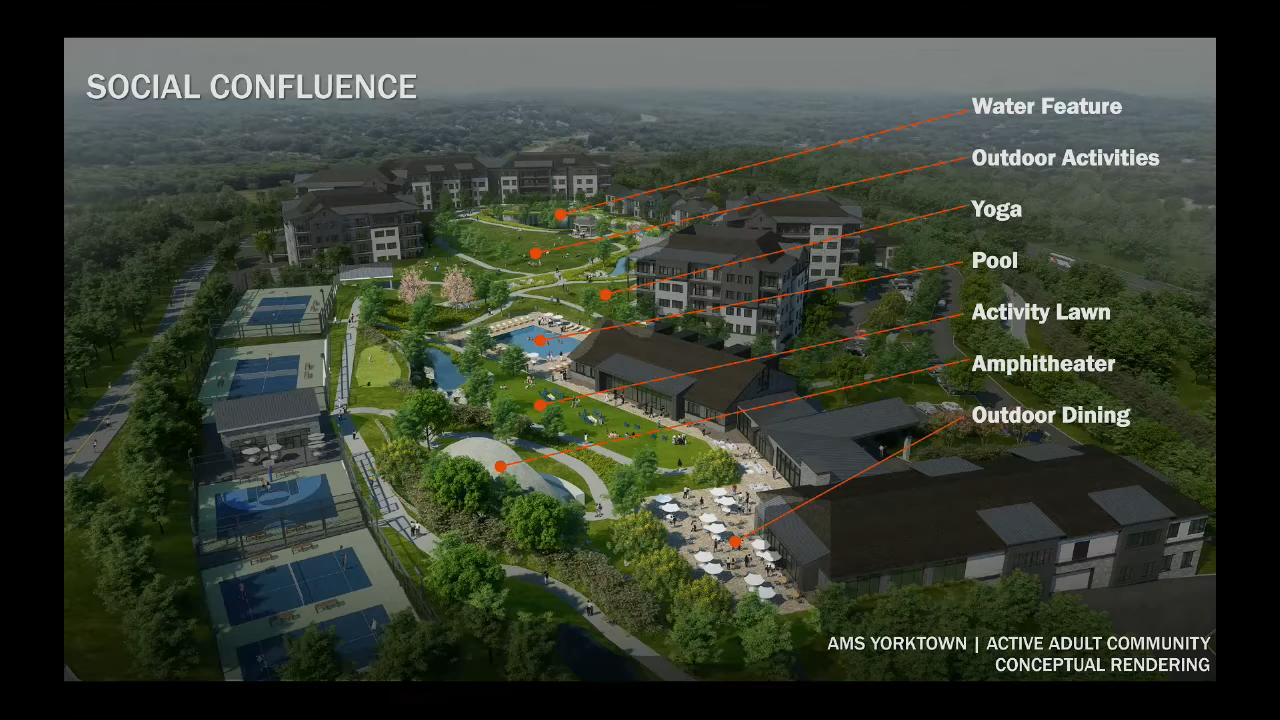 SOCIAL CONFLUENCE
Water Feature
Outdoor Activities
Yoga
Pool
Activity Lawn
Amphitheater
Outdoor Dining
AMS YORKTOWN | ACTIVE ADULT COMMUNITY
CONCEPTUAL RENDERING